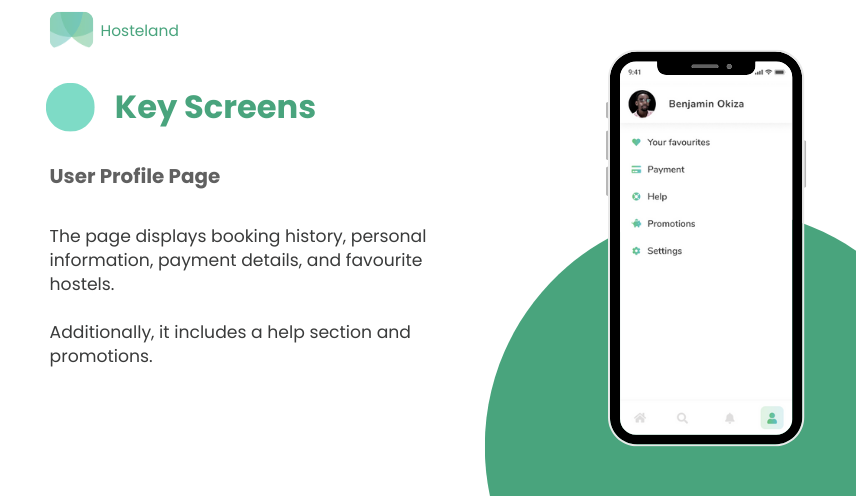 Hosteland
Key Screens
User Profile Page
The page displays booking history, personal
information, payment details, and favourite
hostels.
Additionally, it includes a help section and
promotions.
9:41
Benjamin Okiza
Your favourites
Payment
Help
Promotions
Settings